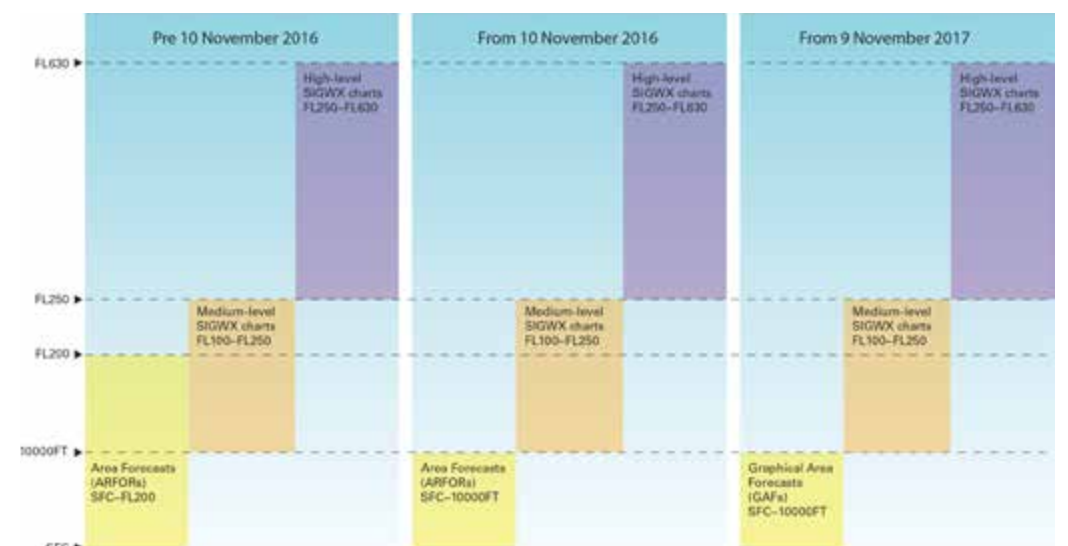 Pre 10 November 2016
From 10 November 2016
From 9 November 2017
FL630
High-level
SIGWX charts
FL250–FL630
High-level
SIGWX charts
FL250–FL630
High-level
SIGWX charts
FL250–FL630
FL250
Medium-level
SIGWX charts
FL100–FL250
Medium-level
SIGWX charts
FL100–FL250
Medium-level
SIGWX charts
FL100–FL250
FL200
10000FT
Area Forecasts
(ARFORs)
SFC–FL200
Area Forecasts
(ARFORs)
SFC–10000FT
Graphical Area
Forecasts
(GAFs)
SFC–10000FT